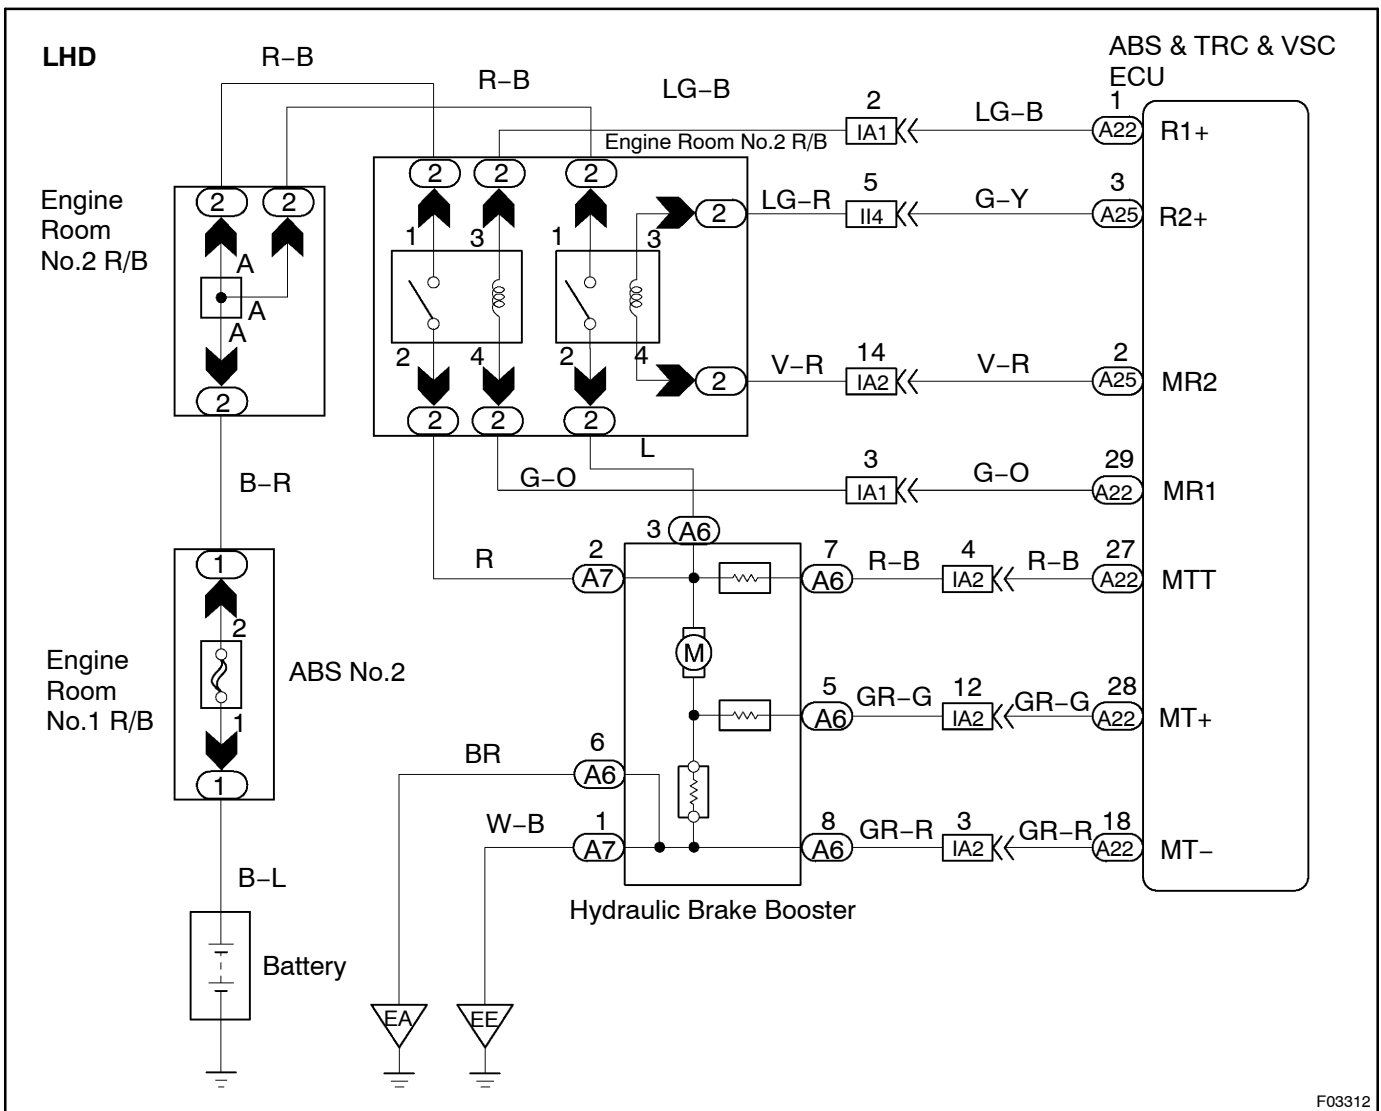 LHD
R−B
R−B
LG−B
ABS & TRC & VSC
ECU
2
IA1
LG−B
1
A22
R1+
Engine Room No.2 R/B
Engine
Room
No.2 R/B
2
2
A
A
A
2
2
2
2
1
3
1
3
2
LG−R
5
II4
G−Y
3
A25
R2+
2
4
2
4
2
V−R
14
IA2
V−R
2
A25
MR2
2
2
2
L
B−R
G−O
3
IA1
G−O
29
A22
MR1
3
A6
R
2
A7
7
A6
R−B
4
IA2
R−B
27
A22
MTT
1
2
1
1
Engine
Room
No.1 R/B
ABS No.2
M
5
A6
GR−G
12
IA2
GR−G
28
A22
MT+
BR
6
A6
W−B
1
A7
8
A6
GR−R
3
IA2
GR−R
18
A22
MT−
B−L
Hydraulic Brake Booster
Battery
EA
EE
F03312